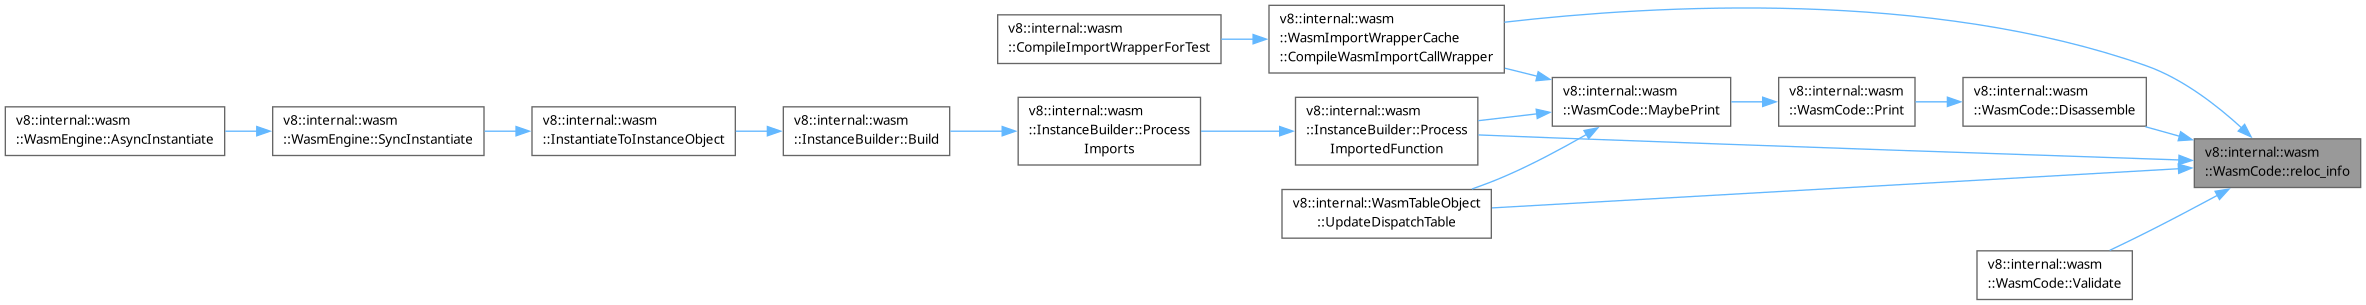 v8::internal::wasm
::WasmEngine::AsyncInstantiate
v8::internal::wasm
::WasmEngine::SyncInstantiate
v8::internal::wasm
::InstantiateToInstanceObject
v8::internal::wasm
::InstanceBuilder::Build
v8::internal::wasm
::CompileImportWrapperForTest
v8::internal::wasm
::InstanceBuilder::Process
Imports
v8::internal::wasm
::WasmImportWrapperCache
::CompileWasmImportCallWrapper
v8::internal::wasm
::InstanceBuilder::Process
ImportedFunction
v8::internal::WasmTableObject
::UpdateDispatchTable
v8::internal::wasm
::WasmCode::MaybePrint
v8::internal::wasm
::WasmCode::Print
v8::internal::wasm
::WasmCode::Disassemble
v8::internal::wasm
::WasmCode::Validate
v8::internal::wasm
::WasmCode::reloc_info